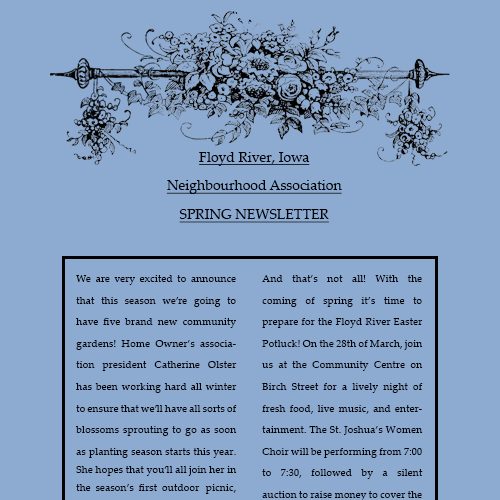 Floyd River, Iowa
Neighbourhood Association
SPRING NEWSLETTER
We are very excited to announce
that this season we're going to
have five brand new community
gardens! Home Owner's associa-
tion president Catherine Olster
has been working hard all winter
to ensure that we'll have all sorts of
blossoms sprouting to go as soon
as planting season starts this year.
She hopes that you'll all join her in
the season's first outdoor picnic,
And that's not all! With the
coming of spring it's time to
prepare for the Floyd River Easter
Potluck! On the 28th of March, join
us at the Community Centre on
Birch Street for a lively night of
fresh food, live music, and enter-
tainment. The St. Joshua's Women
Choir will be performing from 7:00
to 7:30, followed by a silent
auction to raise money to cover the